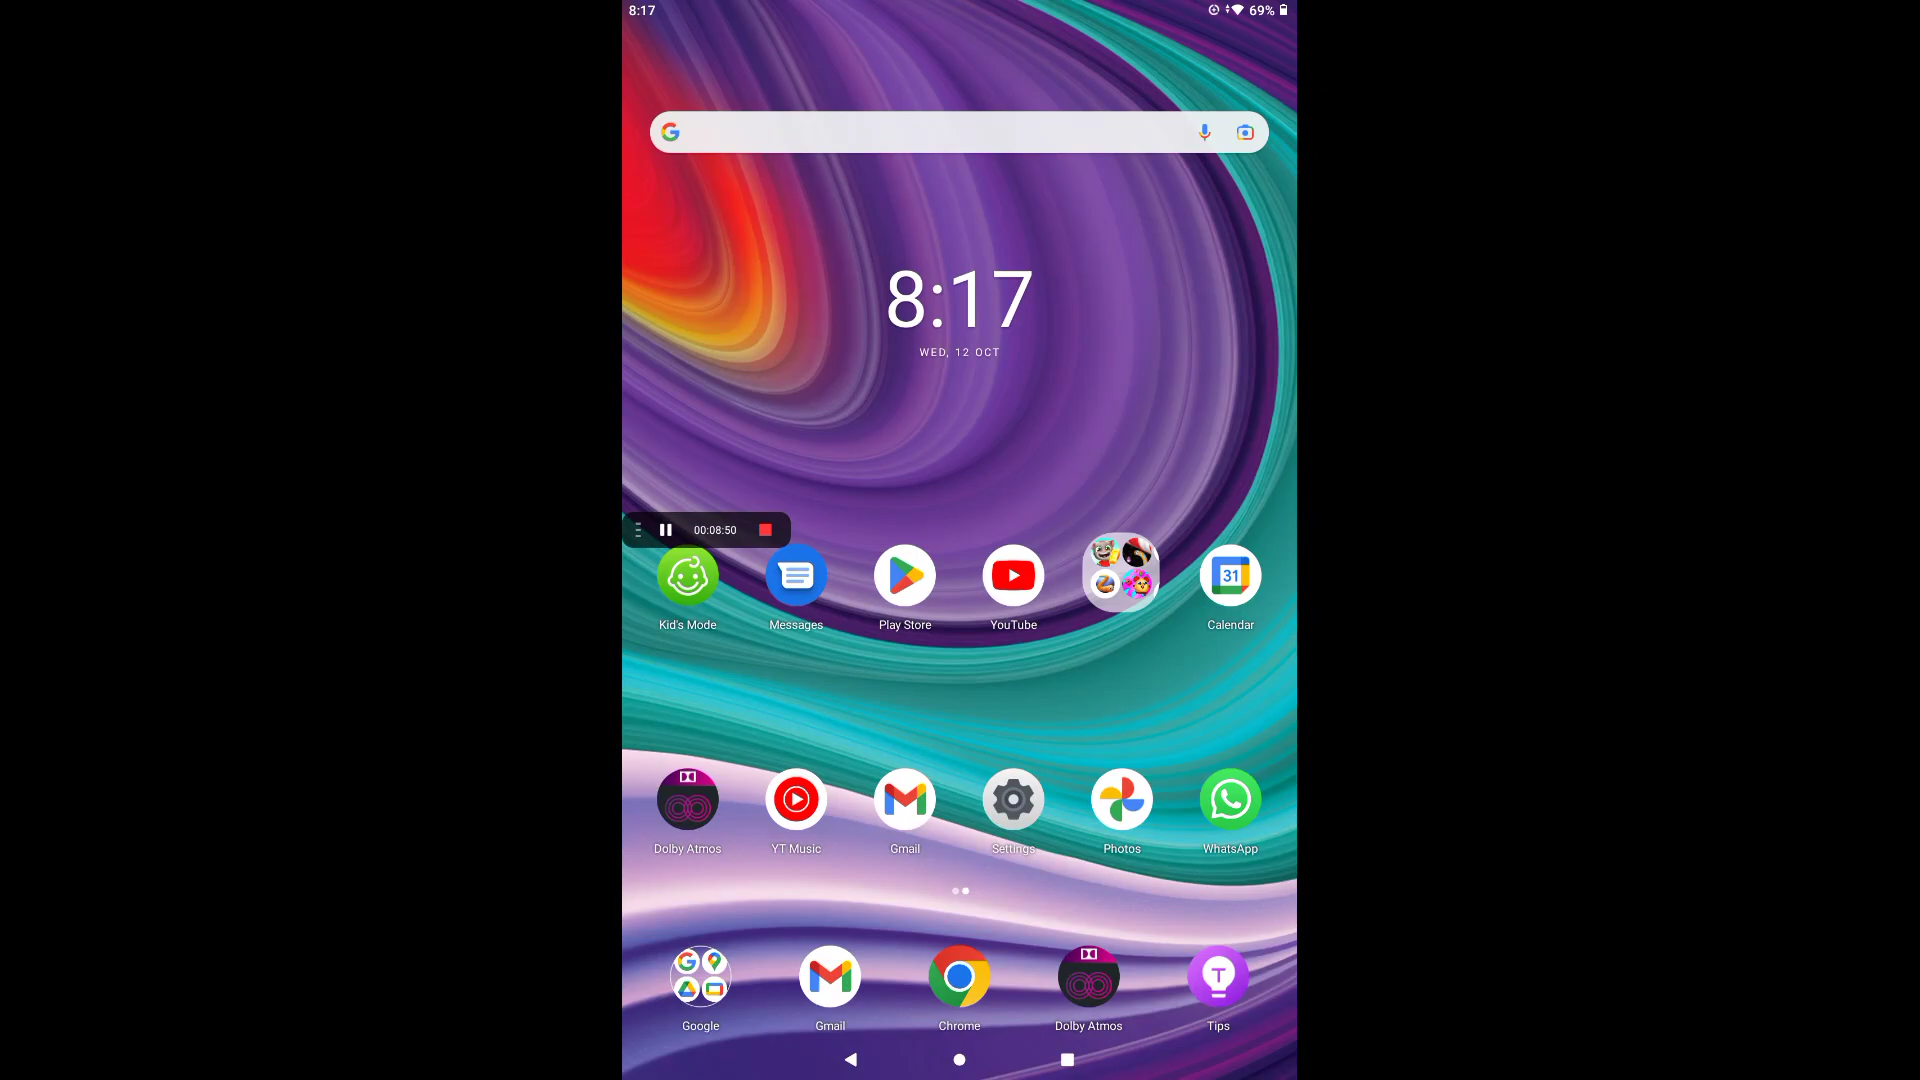 8:17
69%
8:17
WED, 12 OCT
00:08:50
Kid's Mode
Messages
Play Store
YouTube
31
Calendar
Dolby Atmos
YT Music
Gmail
Settings
Photos
WhatsApp
Google
Gmail
Chrome
Dolby Atmos
T
Tips